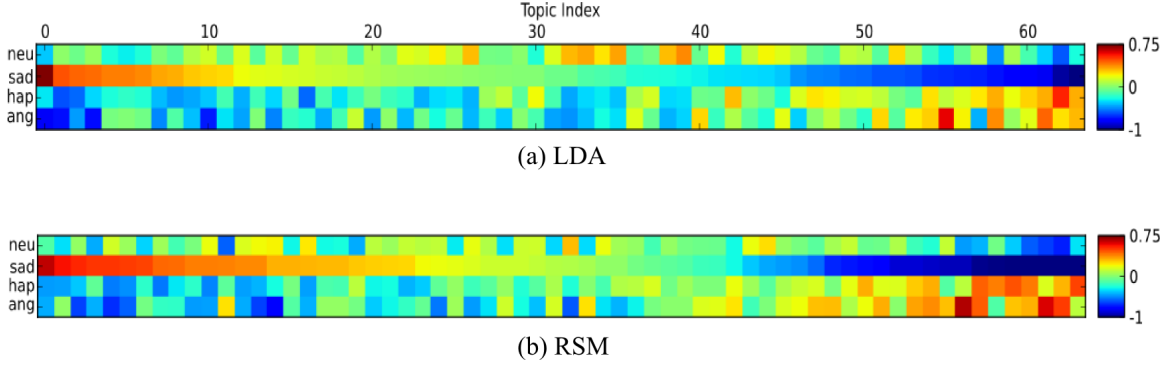 Topic Index
0 10 20 30 40 50 60
neu
sad
hap
ang
0.75
0
-1
(a) LDA
neu
sad
hap
ang
0.75
0
-1
(b) RSM